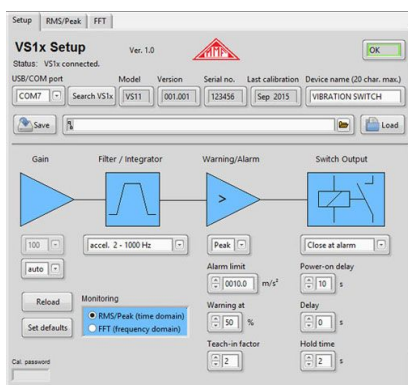 Setup RMS/Peak FFT
VS1x Setup Ver. 1.0 MMF OK
Status: VS1x connected.
USB/COM port Model Version Serial no. Last calibration Device name (20 char. max.)
COM7 Search VS1x VS11 001.001 123456 Sep 2015 VIBRATION SWITCH
Save Load
Gain Filter / Integrator Warning/Alarm Switch Output
>
100 accel. 2 - 1000 Hz Peak Close at alarm
auto
Alarm limit Power-on delay
0010.0 m/s² 10 s
Reload Monitoring Warning at Delay
RMS/Peak (time domain) 50 % 0 s
Set defaults FFT (frequency domain)
Teach-in factor Hold time
2 2 s
Cal. password